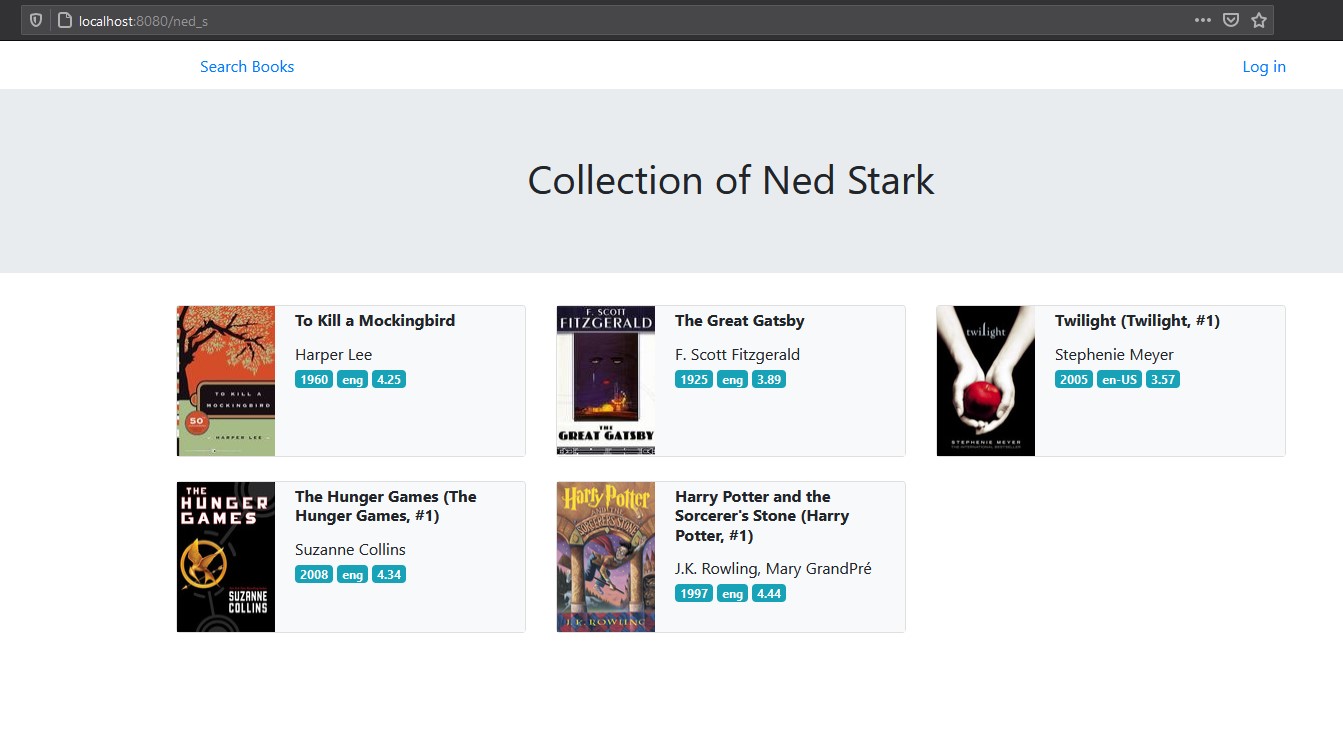 localhost:8080/ned_s
Search Books
Log in
Collection of Ned Stark
TO KILL A
MOCKINGBIRD
50
HARPER LEE
To Kill a Mockingbird
Harper Lee
1960 eng 4.25
F. SCOTT
FITZGERALD
THE
GREAT GATSBY
The Great Gatsby
F. Scott Fitzgerald
1925 eng 3.89
twilight
STEPHENIE MEYER
Twilight (Twilight, #1)
Stephenie Meyer
2005 en-US 3.57
THE
HUNGER
GAMES
SUZANNE
COLLINS
The Hunger Games (The
Hunger Games, #1)
Suzanne Collins
2008 eng 4.34
Harry Potter
AND THE
SORCERER'S STONE
J.K. ROWLING
Harry Potter and the
Sorcerer's Stone (Harry
Potter, #1)
J.K. Rowling, Mary GrandPré
1997 eng 4.44